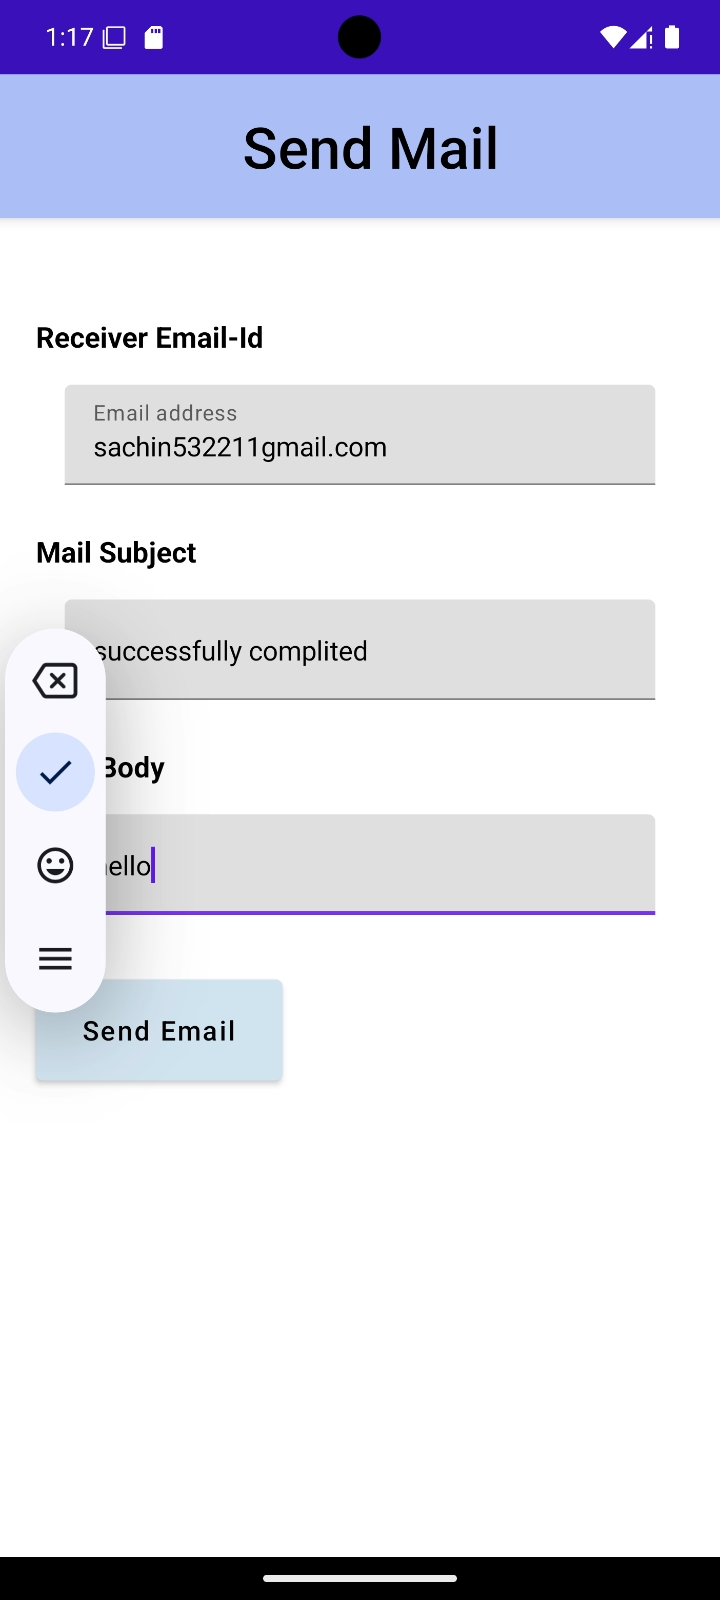 1:17
Send Mail
Receiver Email-Id
Email address
sachin532211gmail.com
Mail Subject
successfully complited
Body
ello
Send Email